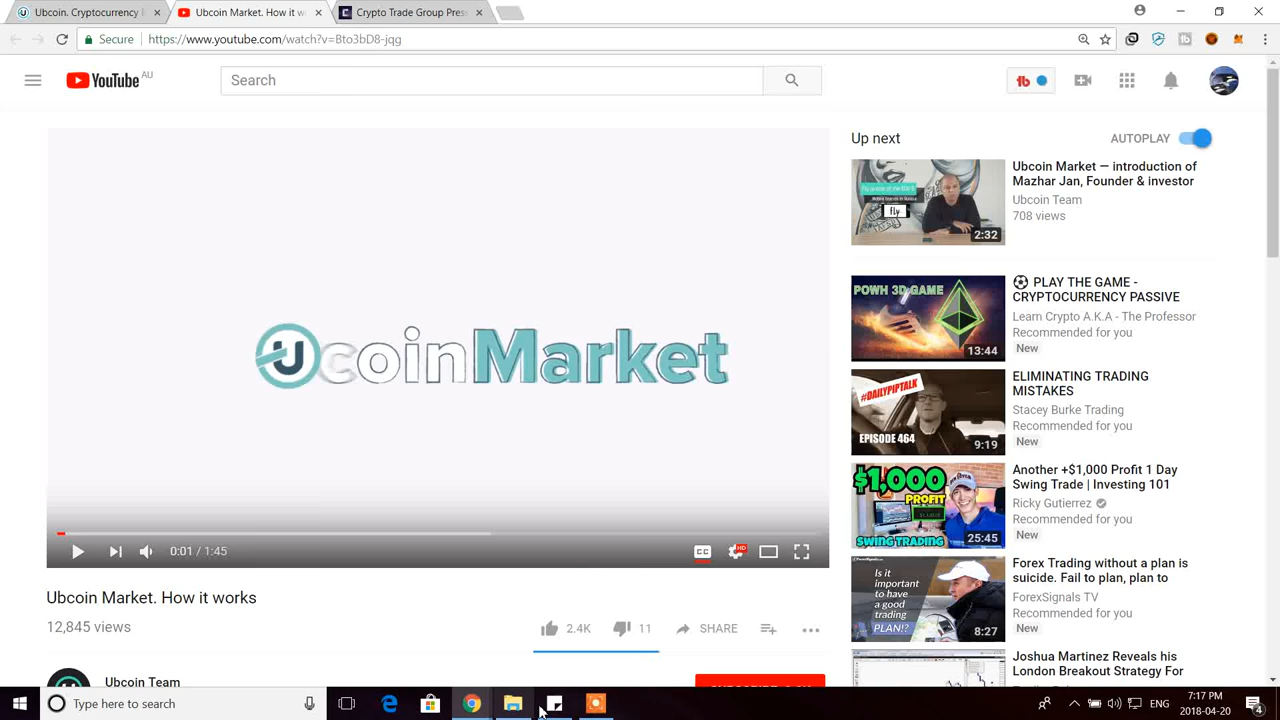 Ubcoin. Cryptocurrency
Ubcoin Market. How it w
Crypto Trade Group Pres
Secure
https://www.youtube.com/watch?v=Bto3bD8-jqg
YouTube AU
Search
UcoinMarket
0:01 / 1:45
CC
HD
Ubcoin Market. How it works
12,845 views
2.4K
11
SHARE
Ubcoin Team
Up next
AUTOPLAY
fly
2:32
Ubcoin Market — introduction of
Mazhar Jan, Founder & investor
Ubcoin Team
708 views
POWH 3D GAME
13:44
PLAY THE GAME -
CRYPTOCURRENCY PASSIVE
Learn Crypto A.K.A - The Professor
Recommended for you
New
#DAILYPIPTALK
EPISODE 464
9:19
ELIMINATING TRADING
MISTAKES
Stacey Burke Trading
Recommended for you
New
$1,000
PROFIT
SWING TRADING
25:45
Another +$1,000 Profit 1 Day
Swing Trade | Investing 101
Ricky Gutierrez
Recommended for you
New
Is it
important
to have
a good
trading
PLAN!?
8:27
Forex Trading without a plan is
suicide. Fail to plan, plan to
ForexSignals TV
Recommended for you
New
Joshua Martinez Reveals his
London Breakout Strategy For
Type here to search
ENG
7:17 PM
2018-04-20
4